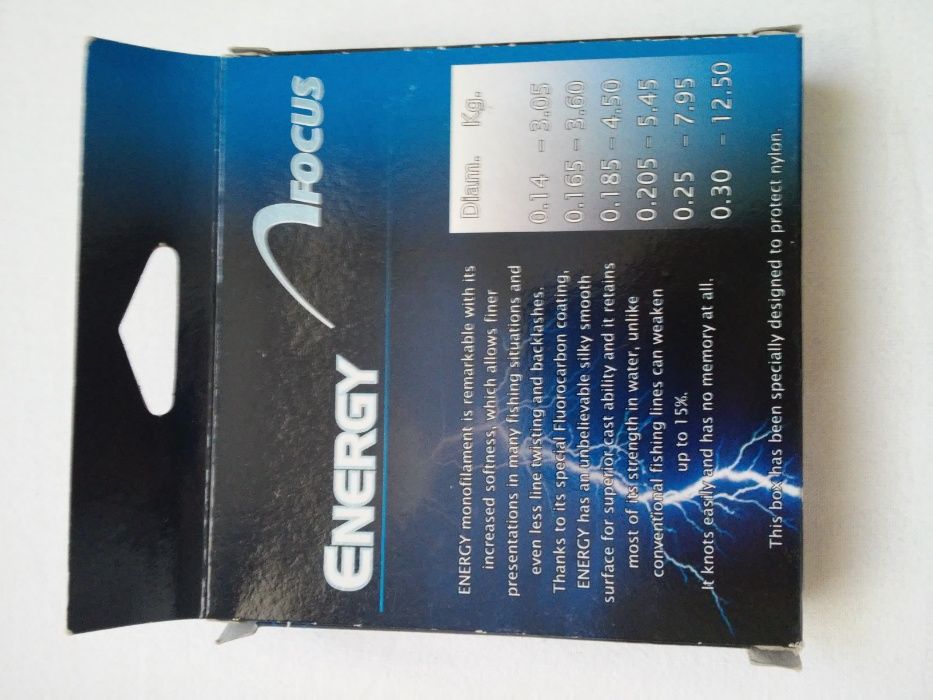 FOCUS
ENERGY
ENERGY monofilament is remarkable with its
increased softness, which allows finer
presentations in many fishing situations and
even less line twisting and backlashes.
Thanks to its special Fluorocarbon coating,
ENERGY has an unbelievable silky smooth
surface for superior cast ability and it retains
most of its strength in water, unlike
conventional fishing lines can weaken
up to 15%.
It knots easily and has no memory at all.
Diam. Kg.
0.14 - 3.05
0.165 - 3.60
0.185 - 4.50
0.205 - 5.45
0.25 - 7.95
0.30 - 12.50
This box has been specially designed to protect nylon.